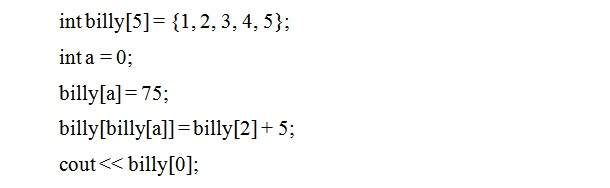 int billy[5] = {1, 2, 3, 4, 5};
int a = 0;
billy[a] = 75;
billy[billy[a]] = billy[2] + 5;
cout << billy[0];